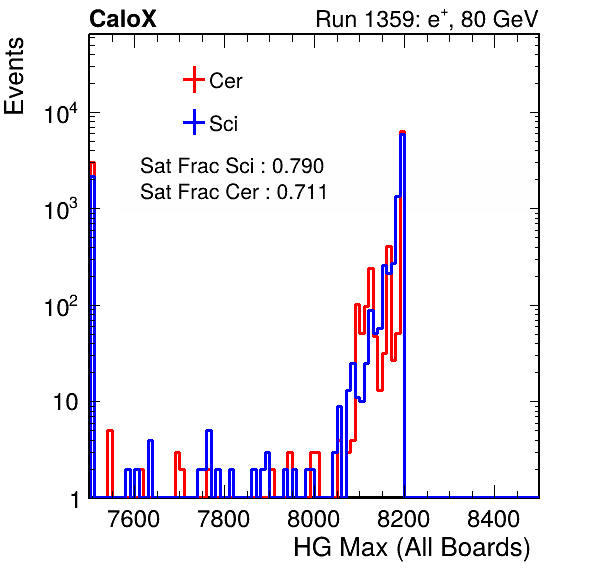 CaloX Run 1359: e⁺, 80 GeV
Events
Cer
Sci
Sat Frac Sci : 0.790
Sat Frac Cer : 0.711
10⁴
10³
10²
10
1
7600 7800 8000 8200 8400
HG Max (All Boards)